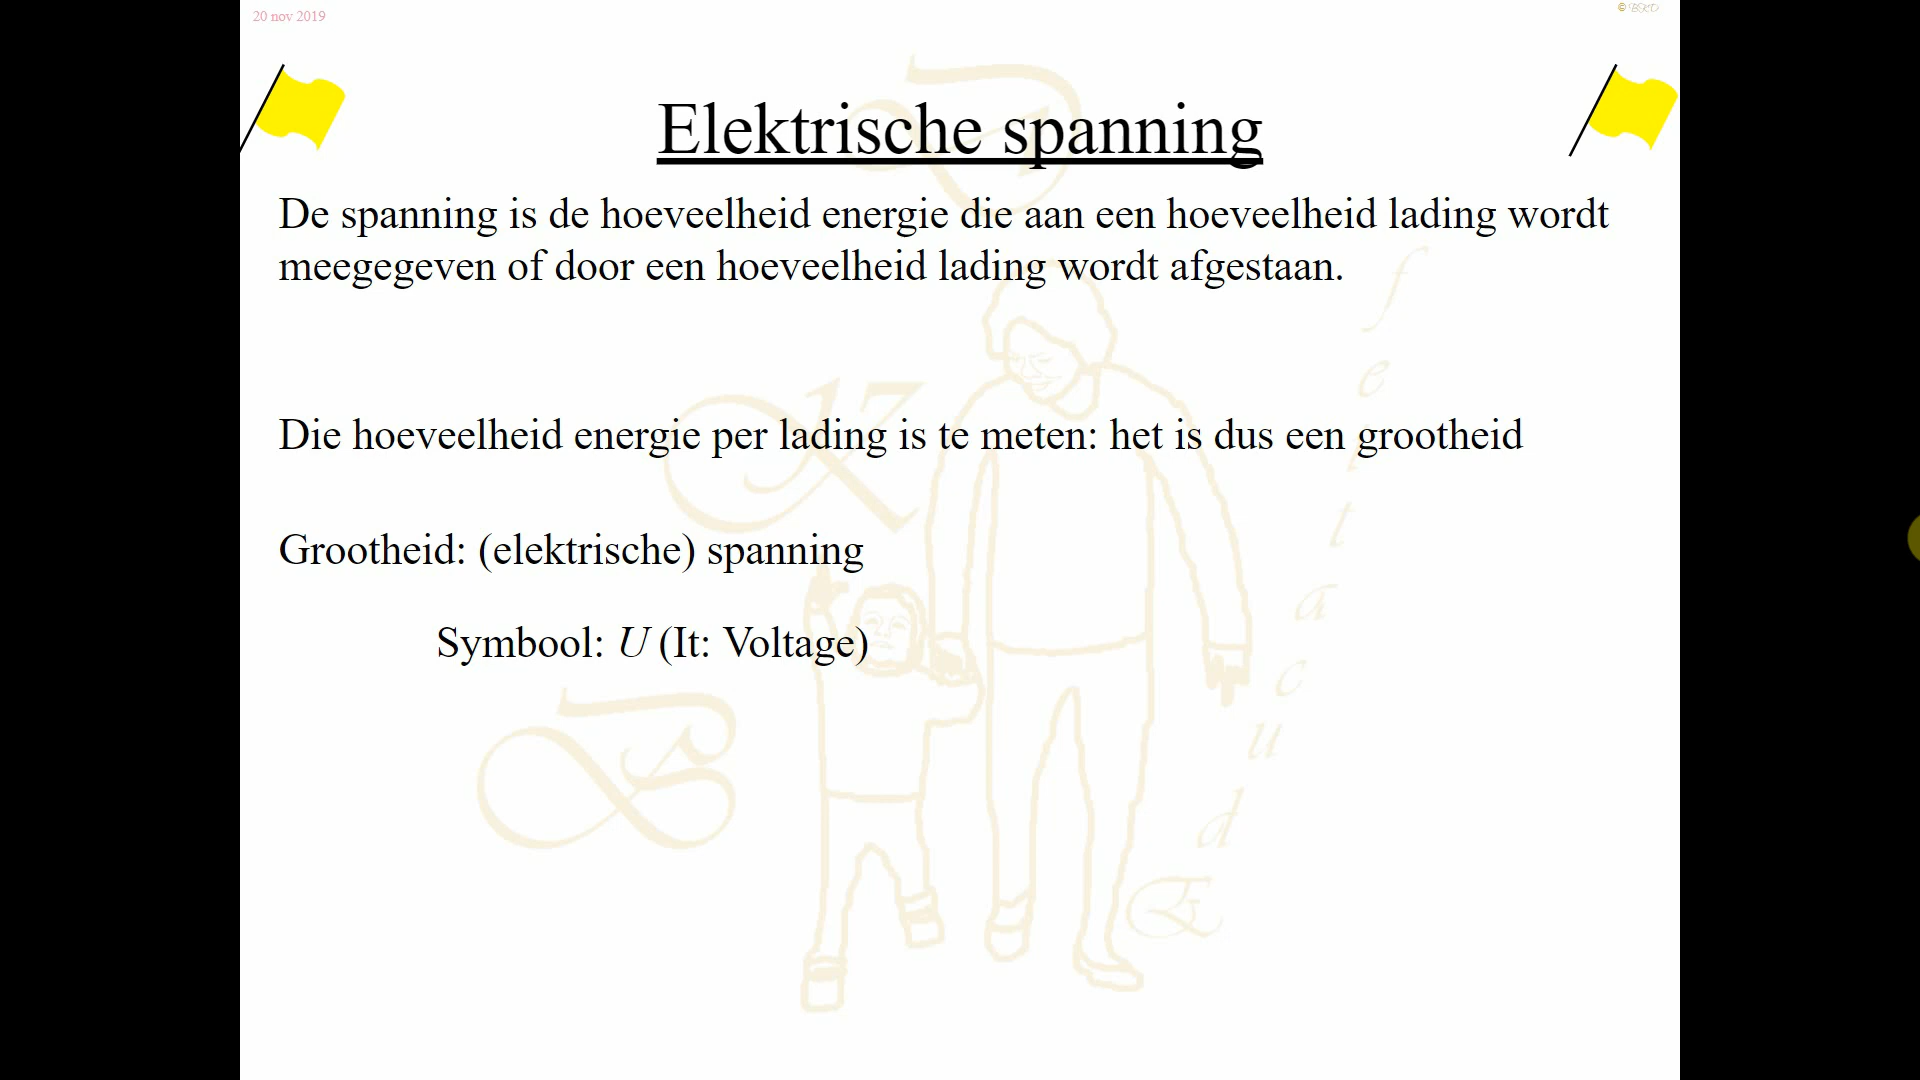 20 nov 2019
© BKD
Elektrische spanning
De spanning is de hoeveelheid energie die aan een hoeveelheid lading wordt
meegegeven of door een hoeveelheid lading wordt afgestaan.
Die hoeveelheid energie per lading is te meten: het is dus een grootheid
Grootheid: (elektrische) spanning
Symbool: U (It: Voltage)